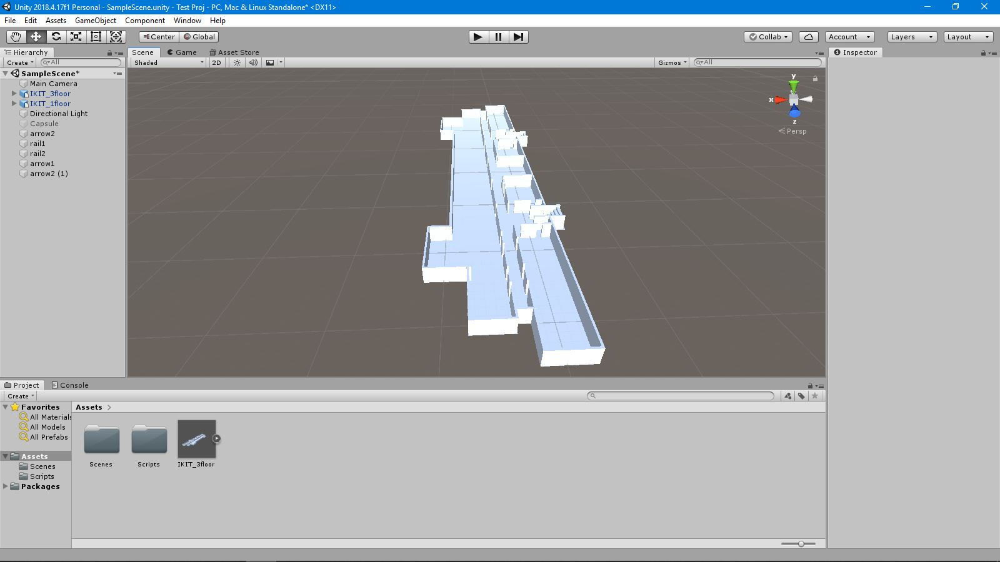 Unity 2018.4.17f1 Personal - SampleScene.unity - Test Proj - PC, Mac & Linux Standalone* <DX11>
File Edit Assets GameObject Component Window Help
Center Global Collab Account Layers Layout
Hierarchy
Create All
SampleScene*
Main Camera
IKIT_3floor
IKIT_1floor
Directional Light
Capsule
arrow2
rail1
rail2
arrow1
arrow2 (1)
Scene Game Asset Store
Shaded 2D Gizmos All
y
x
z
Persp
Inspector
Project Console
Create
Favorites
All Materials
All Models
All Prefabs
Assets
Scenes
Scripts
Packages
Assets
Scenes Scripts IKIT_3floor